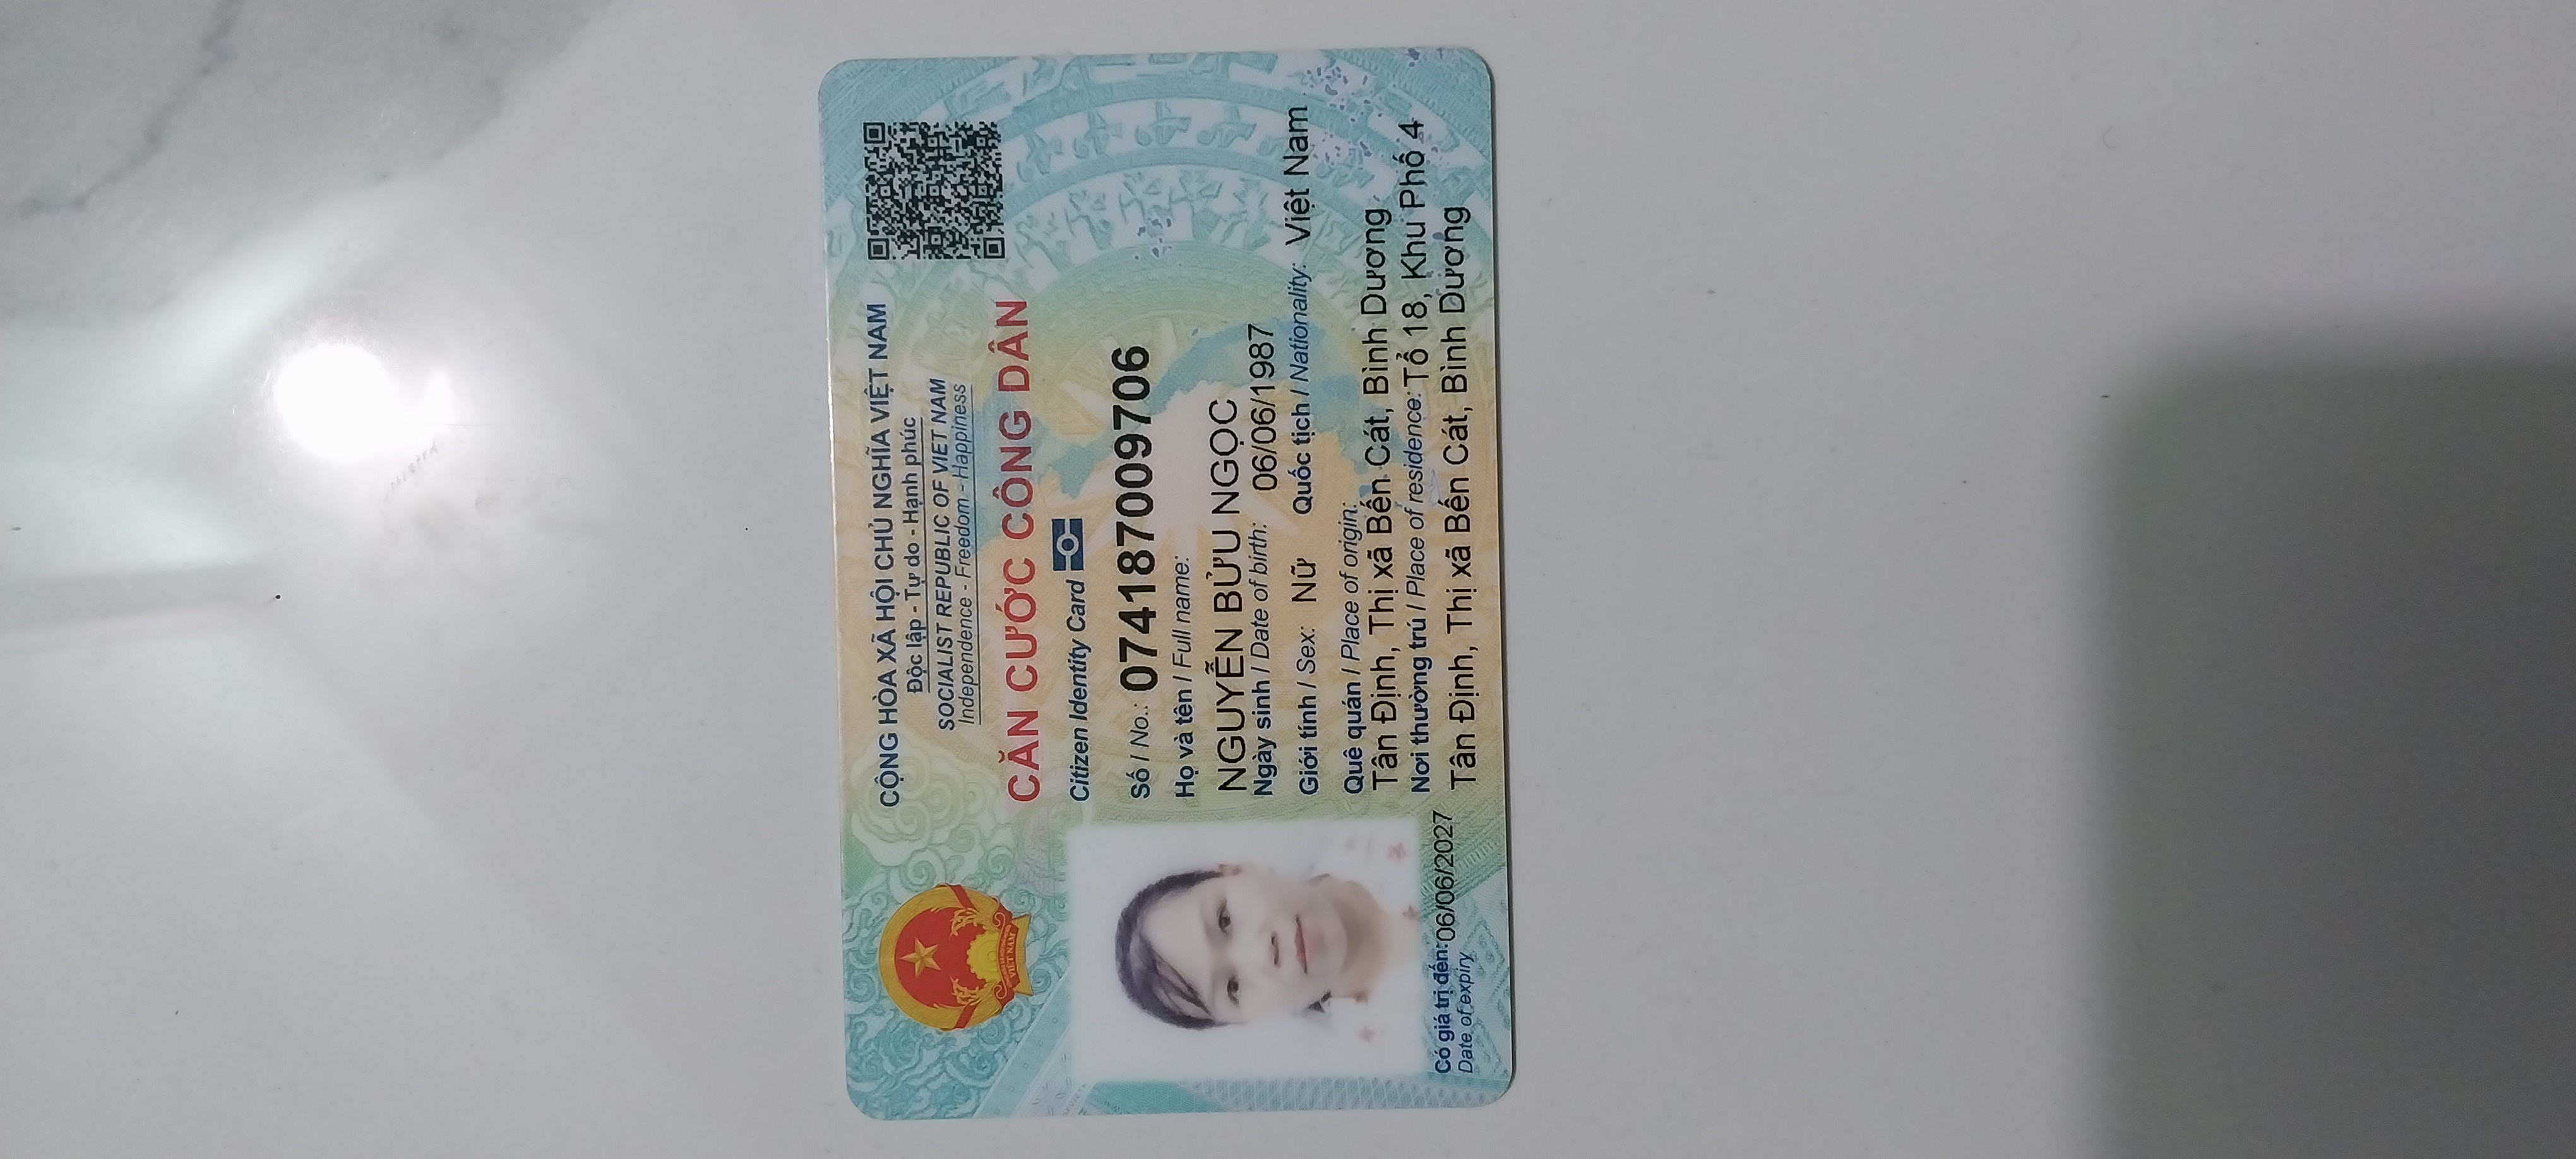 CỘNG HÒA XÃ HỘI CHỦ NGHĨA VIỆT NAM
Độc lập - Tự do - Hạnh phúc
SOCIALIST REPUBLIC OF VIET NAM
Independence - Freedom - Happiness
CĂN CƯỚC CÔNG DÂN
Citizen Identity Card
Số / No.: 074187009706
Họ và tên / Full name:
NGUYỄN BỬU NGỌC
Ngày sinh / Date of birth: 06/06/1987
Giới tính / Sex: Nữ Quốc tịch / Nationality: Việt Nam
Quê quán / Place of origin:
Tân Định, Thị xã Bến Cát, Bình Dương
Nơi thường trú / Place of residence: Tổ 18, Khu Phố 4
Tân Định, Thị xã Bến Cát, Bình Dương
Có giá trị đến: 06/06/2027
Date of expiry
VIỆT NAM